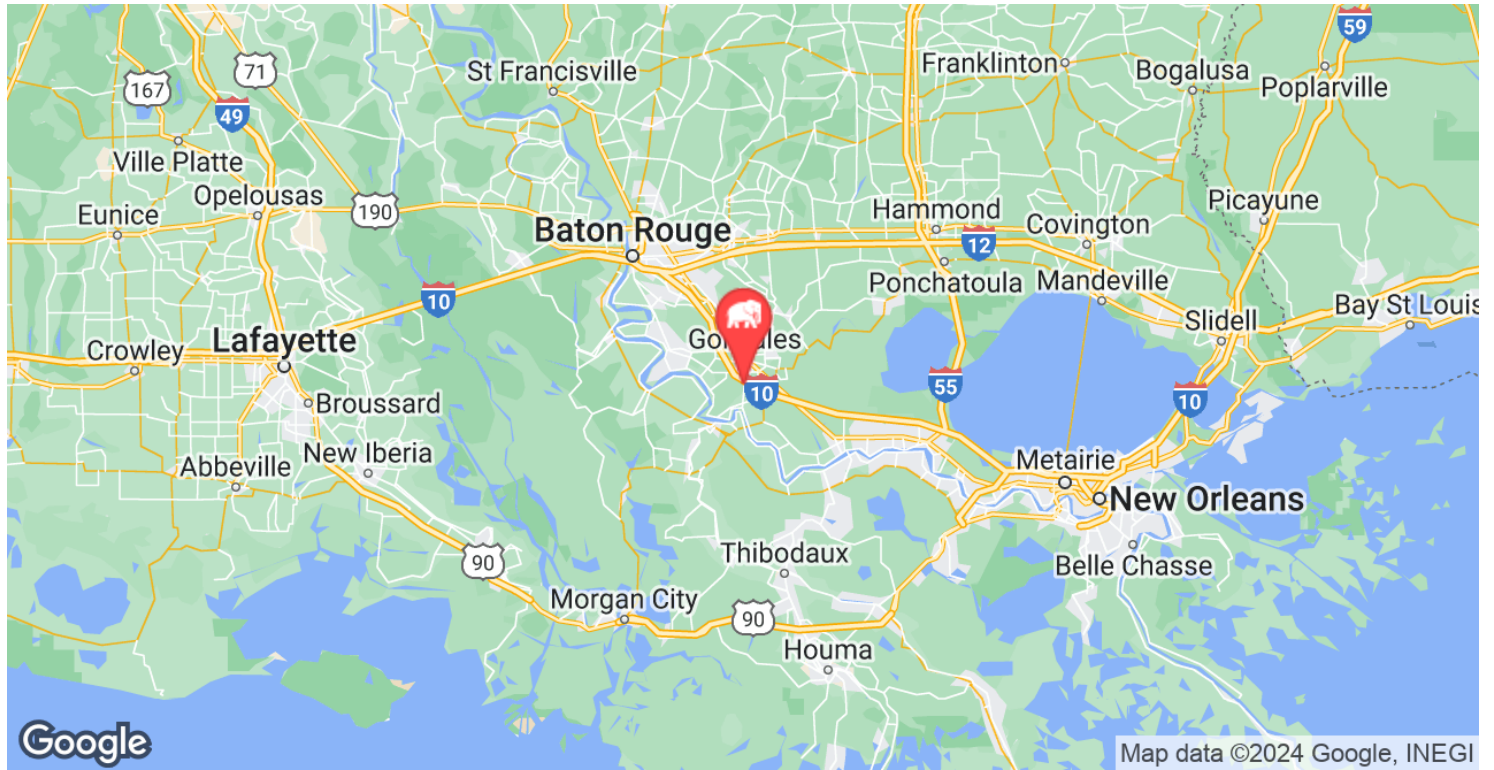 59
71
167
St Francisville
Franklinton
Bogalusa
Poplarville
49
Ville Platte
Opelousas
190
Eunice
Baton Rouge
Hammond
Covington
Picayune
12
Ponchatoula
Mandeville
10
Slidell
Bay St Louis
Lafayette
Crowley
10
55
10
Broussard
New Iberia
Abbeville
Metairie
New Orleans
90
Thibodaux
Belle Chasse
Morgan City
90
Houma
Google
Map data ©2024 Google, INEGI